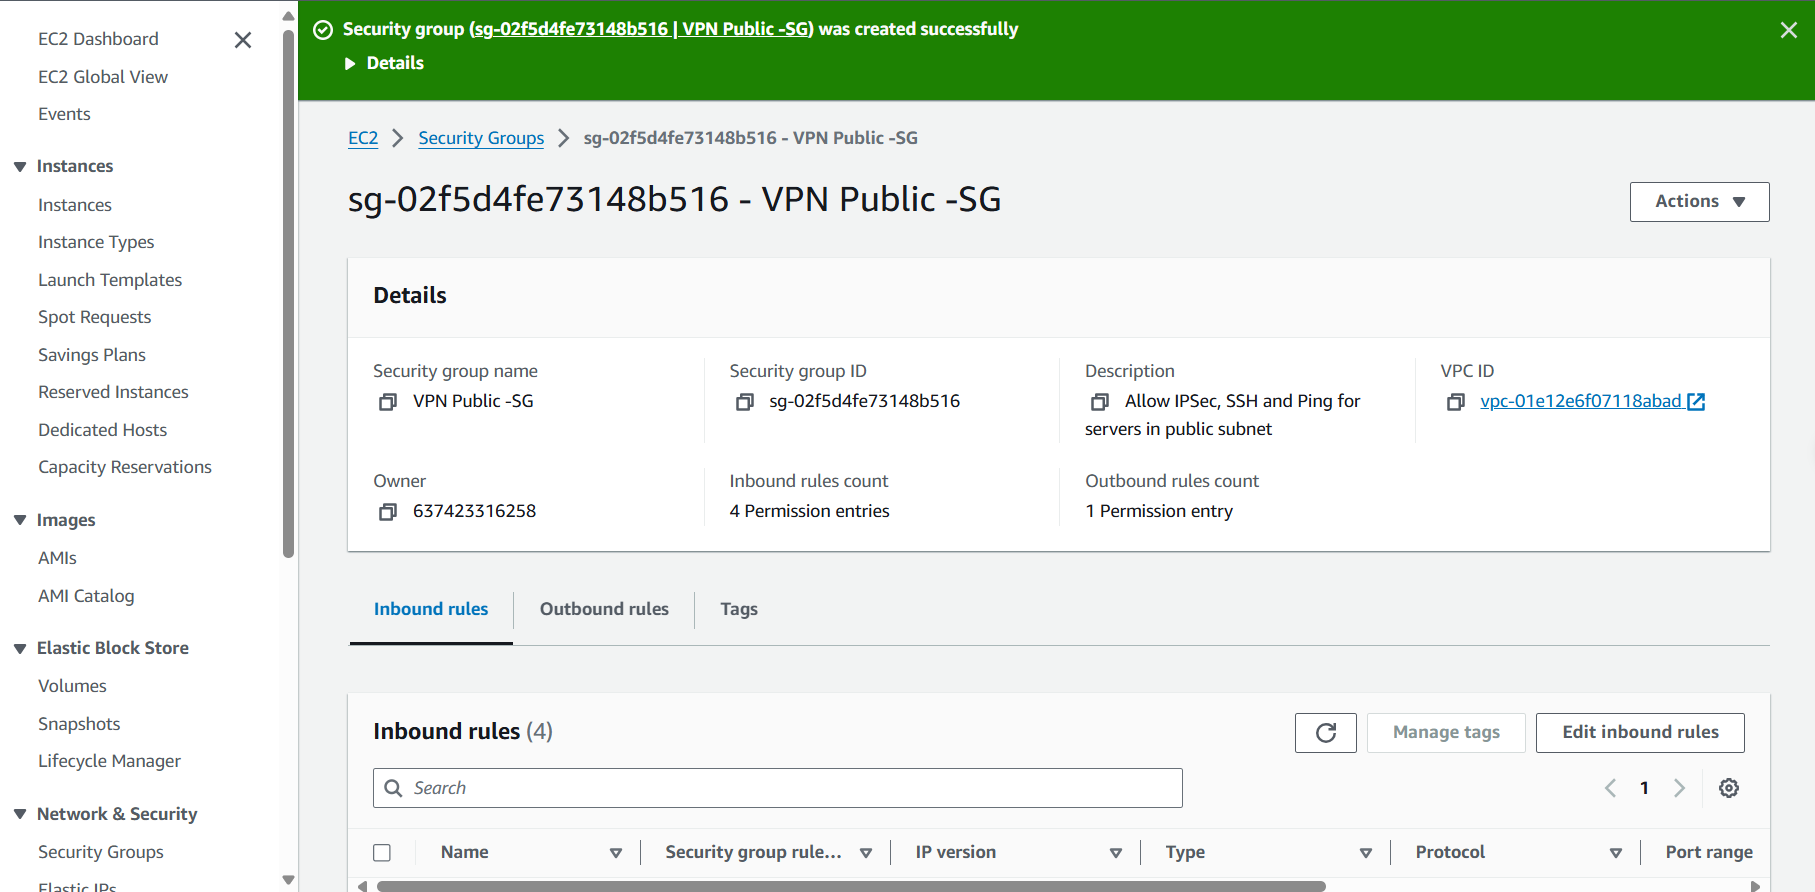 EC2 Dashboard
EC2 Global View
Events
Instances
Instances
Instance Types
Launch Templates
Spot Requests
Savings Plans
Reserved Instances
Dedicated Hosts
Capacity Reservations
Images
AMIs
AMI Catalog
Elastic Block Store
Volumes
Snapshots
Lifecycle Manager
Network & Security
Security Groups
Elastic IPs
Security group (sg-02f5d4fe73148b516 | VPN Public -SG) was created successfully
Details
EC2 > Security Groups > sg-02f5d4fe73148b516 - VPN Public -SG
sg-02f5d4fe73148b516 - VPN Public -SG
Actions
Details
Security group name
VPN Public -SG
Security group ID
sg-02f5d4fe73148b516
Description
Allow IPSec, SSH and Ping for
servers in public subnet
VPC ID
vpc-01e12e6f07118abad
Owner
637423316258
Inbound rules count
4 Permission entries
Outbound rules count
1 Permission entry
Inbound rules Outbound rules Tags
Inbound rules (4)
Manage tags Edit inbound rules
Search
1
Name Security group rule... IP version Type Protocol Port range